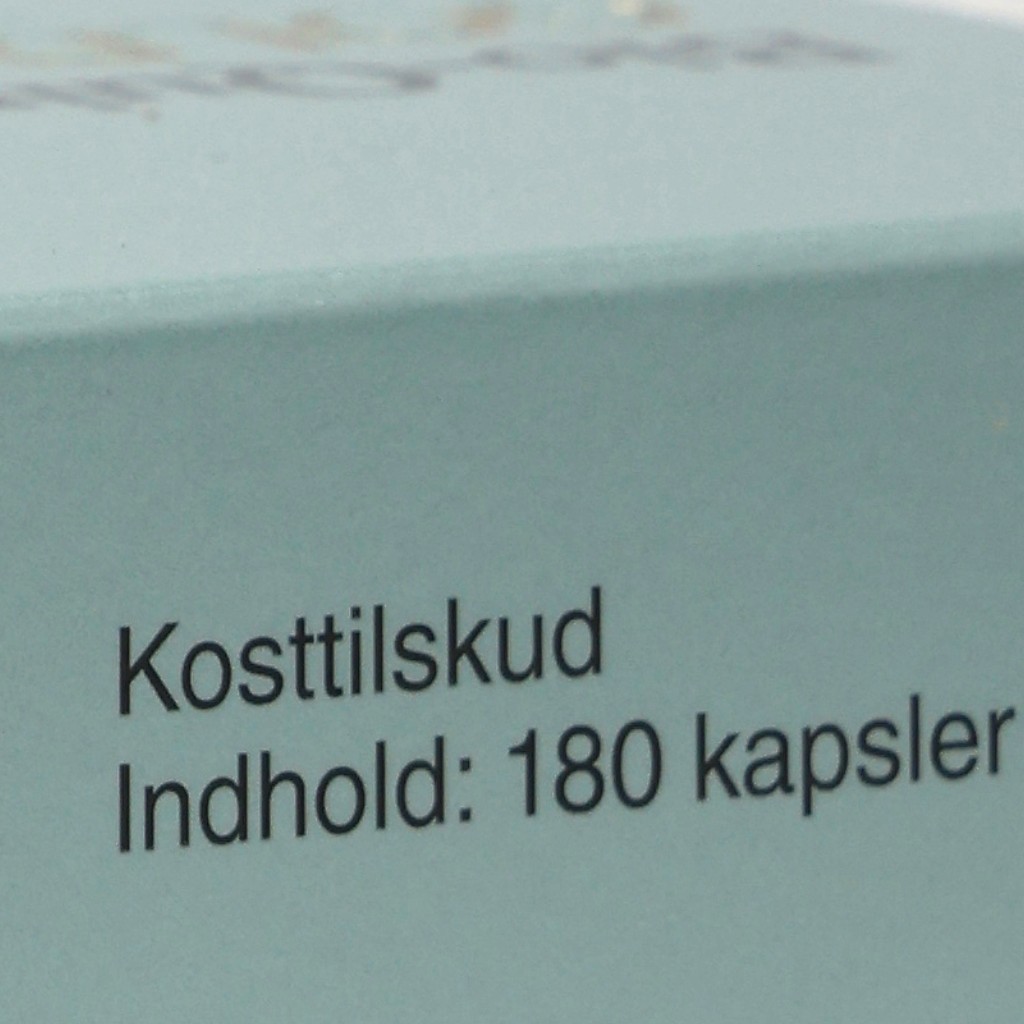 Kosttilskud
Indhold: 180 kapsler